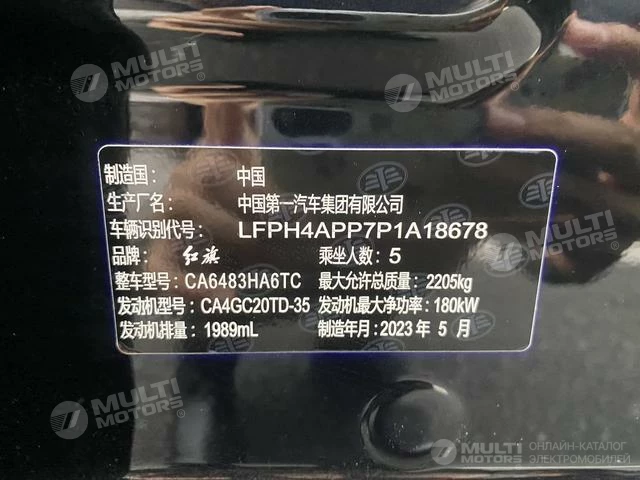 MULTI MOTORS®
MULTI MOTORS®
制造国： 中国
生产厂名： 中国第一汽车集团有限公司
车辆识别代号： LFPH4APP7P1A18678
品牌： 红旗 乘坐人数：5
整车型号：CA6483HA6TC 最大允许总质量：2205kg
发动机型号：CA4GC20TD-35 发动机最大净功率：180kW
发动机排量：1989mL 制造年月：2023年 5月
MULTI MOTORS®
MULTI MOTORS®
ОНЛАЙН-КАТАЛОГ
ЭЛЕКТРОМОБИЛЕЙ